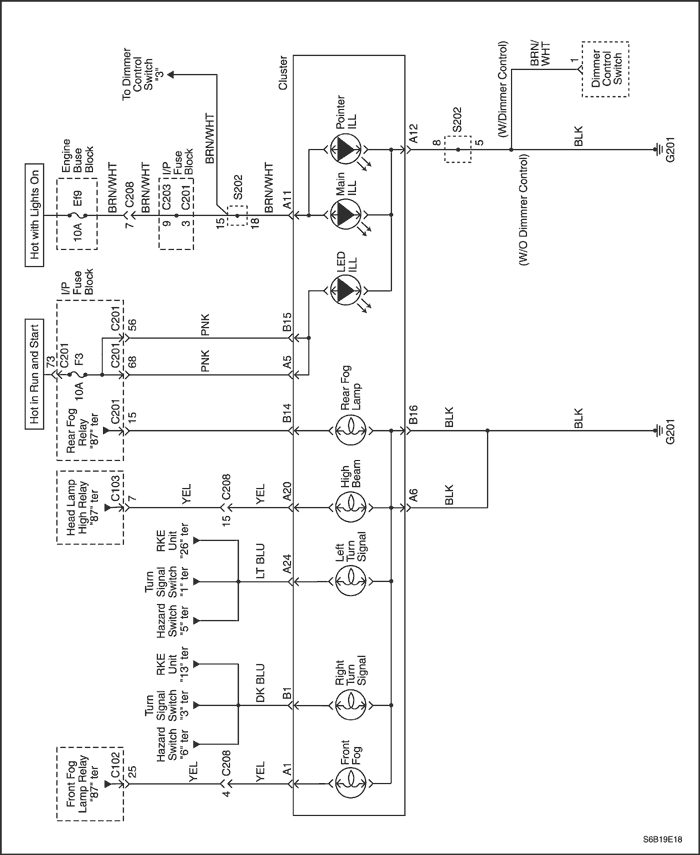 Hot with Lights On
Engine
Buse
Block
Ef9
10A
BRN/WHT
C208
7
BRN/WHT
I/P
Fuse
Block
C203
9
C201
3
BRN/WHT
To Dimmer
Control
Switch
"3"
BRN/WHT
15
S202
18
BRN/WHT
A11
Cluster
Pointer
ILL
Main
ILL
LED
ILL
A12
8
S202
5
(W/Dimmer Control)
(W/O Dimmer Control)
BRN/
WHT
1
Dimmer
Control
Switch
BLK
G201
Hot in Run and Start
I/P
Fuse
Block
73
C201
F3
10A
C201
56
C201
68
PNK
PNK
B15
A5
Rear Fog
Relay
"87" ter
C201
15
B14
Rear Fog
Lamp
B16
BLK
BLK
G201
Head Lamp
High Relay
"87" ter
C103
7
YEL
C208
15
YEL
A20
High
Beam
A6
BLK
RKE
Unit
"26" ter
Turn
Signal
Switch
"1" ter
Hazard
Switch
"5" ter
LT BLU
A24
Left
Turn
Signal
RKE
Unit
"13" ter
Turn
Signal
Switch
"3" ter
Hazard
Switch
"6" ter
DK BLU
B1
Right
Turn
Signal
Front Fog
Lamp Relay
"87" ter
C102
25
YEL
C208
4
YEL
A1
Front
Fog
S6B19E18